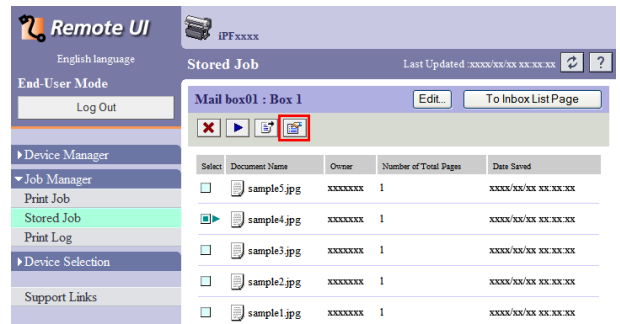 Remote UI
iPFxxxx
English language
Stored Job
Last Updated :xxxx/xx/xx xx:xx:xx
?
End-User Mode
Log Out
Mail box01 : Box 1
Edit...
To Inbox List Page
Device Manager
Job Manager
Print Job
Stored Job
Print Log
Device Selection
Support Links
Select Document Name Owner Number of Total Pages Date Saved
sample5.jpg xxxxxxx 1 xxxx/xx/xx xx:xx:xx
sample4.jpg xxxxxxx 1 xxxx/xx/xx xx:xx:xx
sample3.jpg xxxxxxx 1 xxxx/xx/xx xx:xx:xx
sample2.jpg xxxxxxx 1 xxxx/xx/xx xx:xx:xx
sample1.jpg xxxxxxx 1 xxxx/xx/xx xx:xx:xx